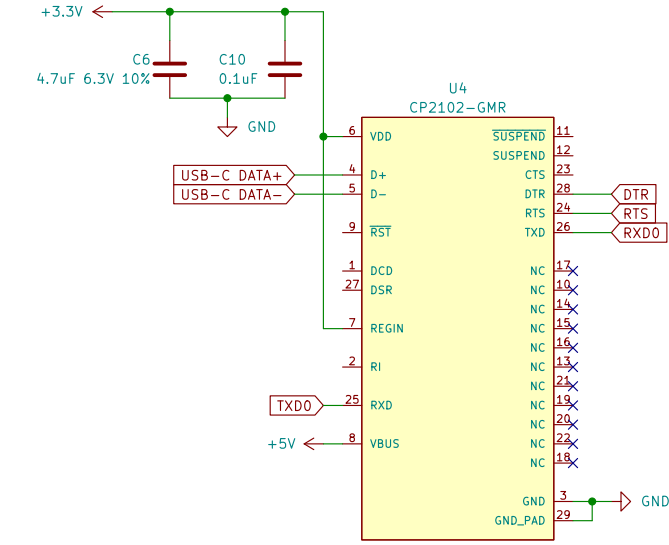 +3.3V
C6
4.7uF 6.3V 10%
C10
0.1uF
GND
U4
CP2102-GMR
6 VDD
SUSPEND 11
SUSPEND 12
USB-C DATA+ 4 D+
CTS 23
USB-C DATA- 5 D-
DTR 28 DTR
RTS 24 RTS
9 RST
TXD 26 RXD0
1 DCD
NC 17
27 DSR
NC 10
NC 14
7 REGIN
NC 15
NC 16
2 RI
NC 13
NC 21
TXD0 25 RXD
NC 19
NC 20
+5V 8 VBUS
NC 22
NC 18
GND 3 GND
GND_PAD 29